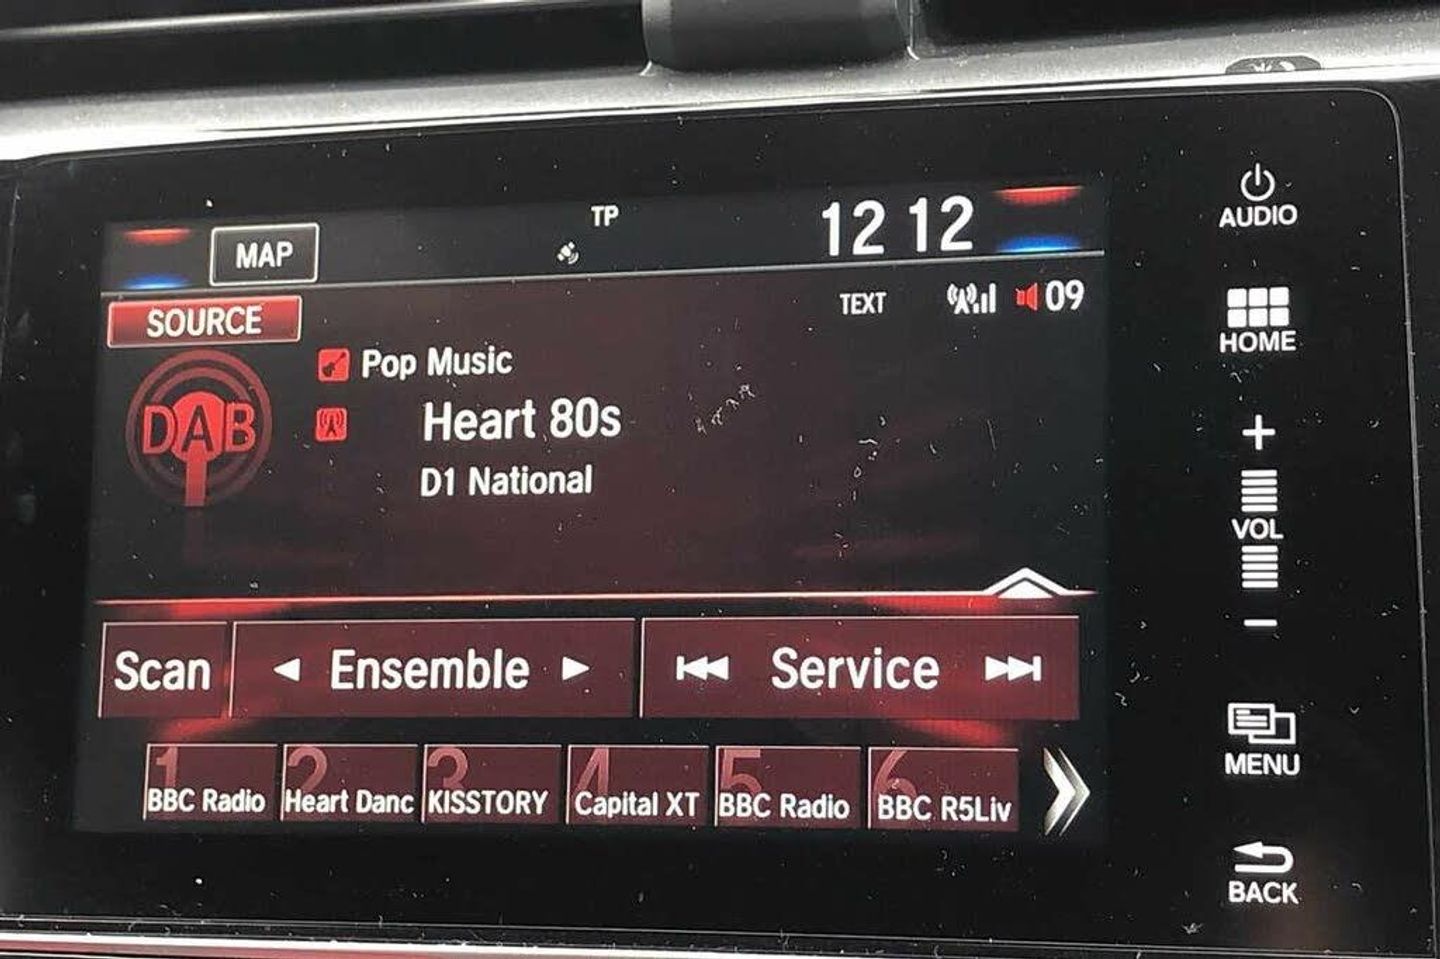 TP
MAP
12 12
AUDIO
SOURCE
TEXT
09
HOME
Pop Music
DAB
Heart 80s
D1 National
+
VOL
-
Scan
Ensemble
Service
MENU
1 BBC Radio
2 Heart Danc
3 KISSTORY
4 Capital XT
5 BBC Radio
6 BBC R5Liv
BACK